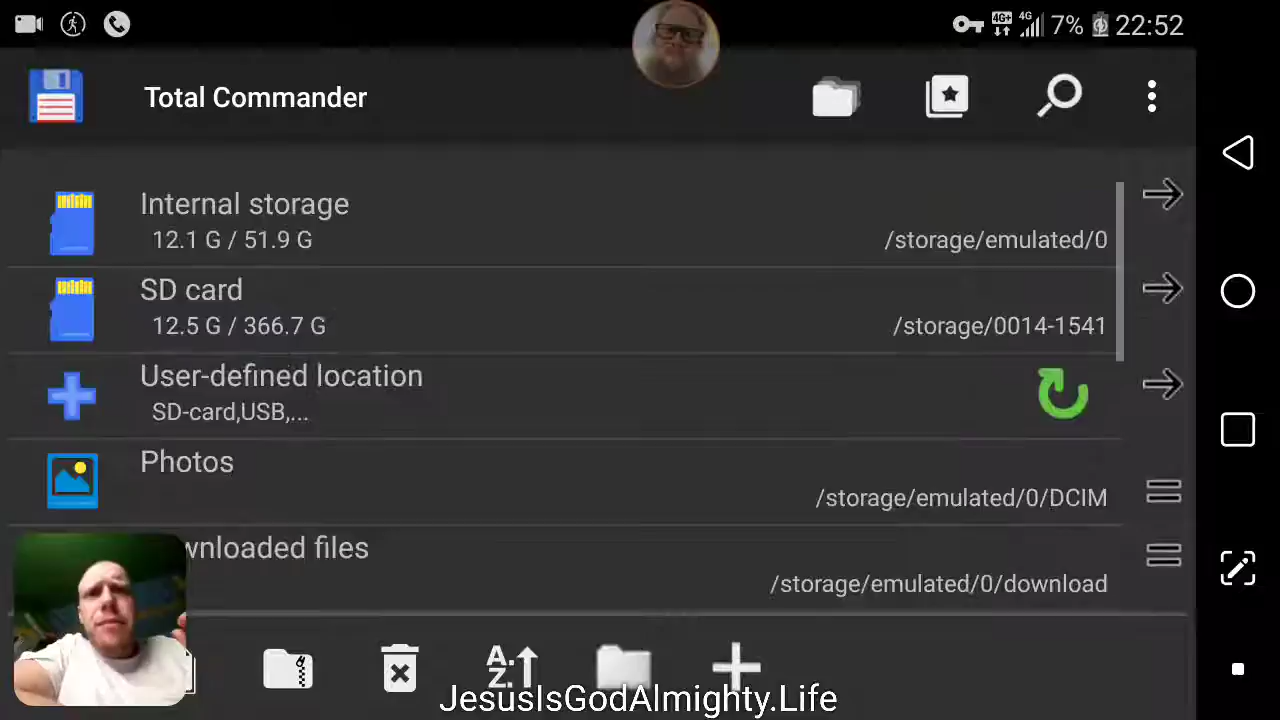 4G+ 4G 7% 22:52
Total Commander
Internal storage
12.1 G / 51.9 G
/storage/emulated/0
SD card
12.5 G / 366.7 G
/storage/0014-1541
User-defined location
SD-card,USB,...
Photos
/storage/emulated/0/DCIM
wnloaded files
/storage/emulated/0/download
A.. Z.
JesusIsGodAlmighty.Life